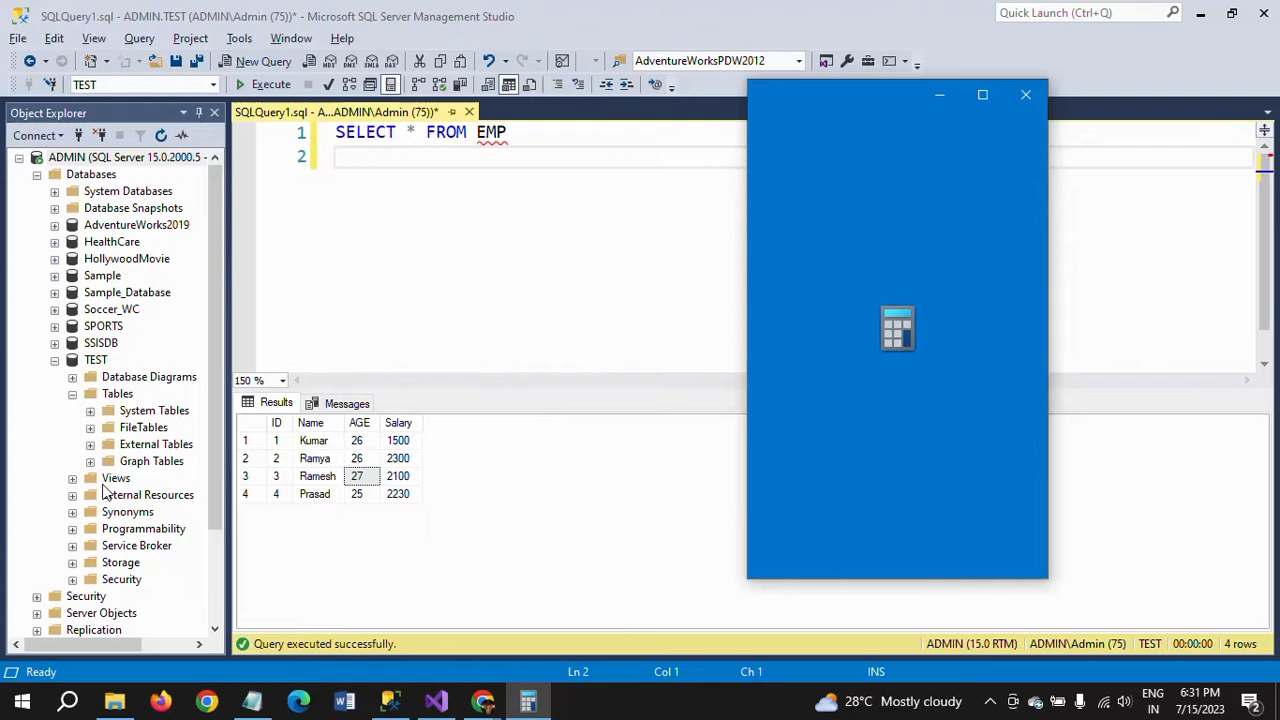 SQLQuery1.sql - ADMIN.TEST (ADMIN\Admin (75))* - Microsoft SQL Server Management Studio
Quick Launch (Ctrl+Q)
File Edit View Query Project Tools Window Help
New Query
MDX DMX XMLA DAX
AdventureWorksPDW2012
TEST
Execute
Object Explorer
SQLQuery1.sql - A...ADMIN\Admin (75))*
Connect
1 SELECT * FROM EMP
2
ADMIN (SQL Server 15.0.2000.5 -
Databases
System Databases
Database Snapshots
AdventureWorks2019
HealthCare
HollywoodMovie
Sample
Sample_Database
Soccer_WC
SPORTS
SSISDB
TEST
Database Diagrams
Tables
System Tables
FileTables
External Tables
Graph Tables
Views
External Resources
Synonyms
Programmability
Service Broker
Storage
Security
Security
Server Objects
Replication
150 %
Results Messages
ID Name AGE Salary
1 1 Kumar 26 1500
2 2 Ramya 26 2300
3 3 Ramesh 27 2100
4 4 Prasad 25 2230
Query executed successfully.
ADMIN (15.0 RTM) ADMIN\Admin (75) TEST 00:00:00 4 rows
Ready Ln 2 Col 1 Ch 1 INS
28°C Mostly cloudy
ENG
IN
6:31 PM
7/15/2023
2